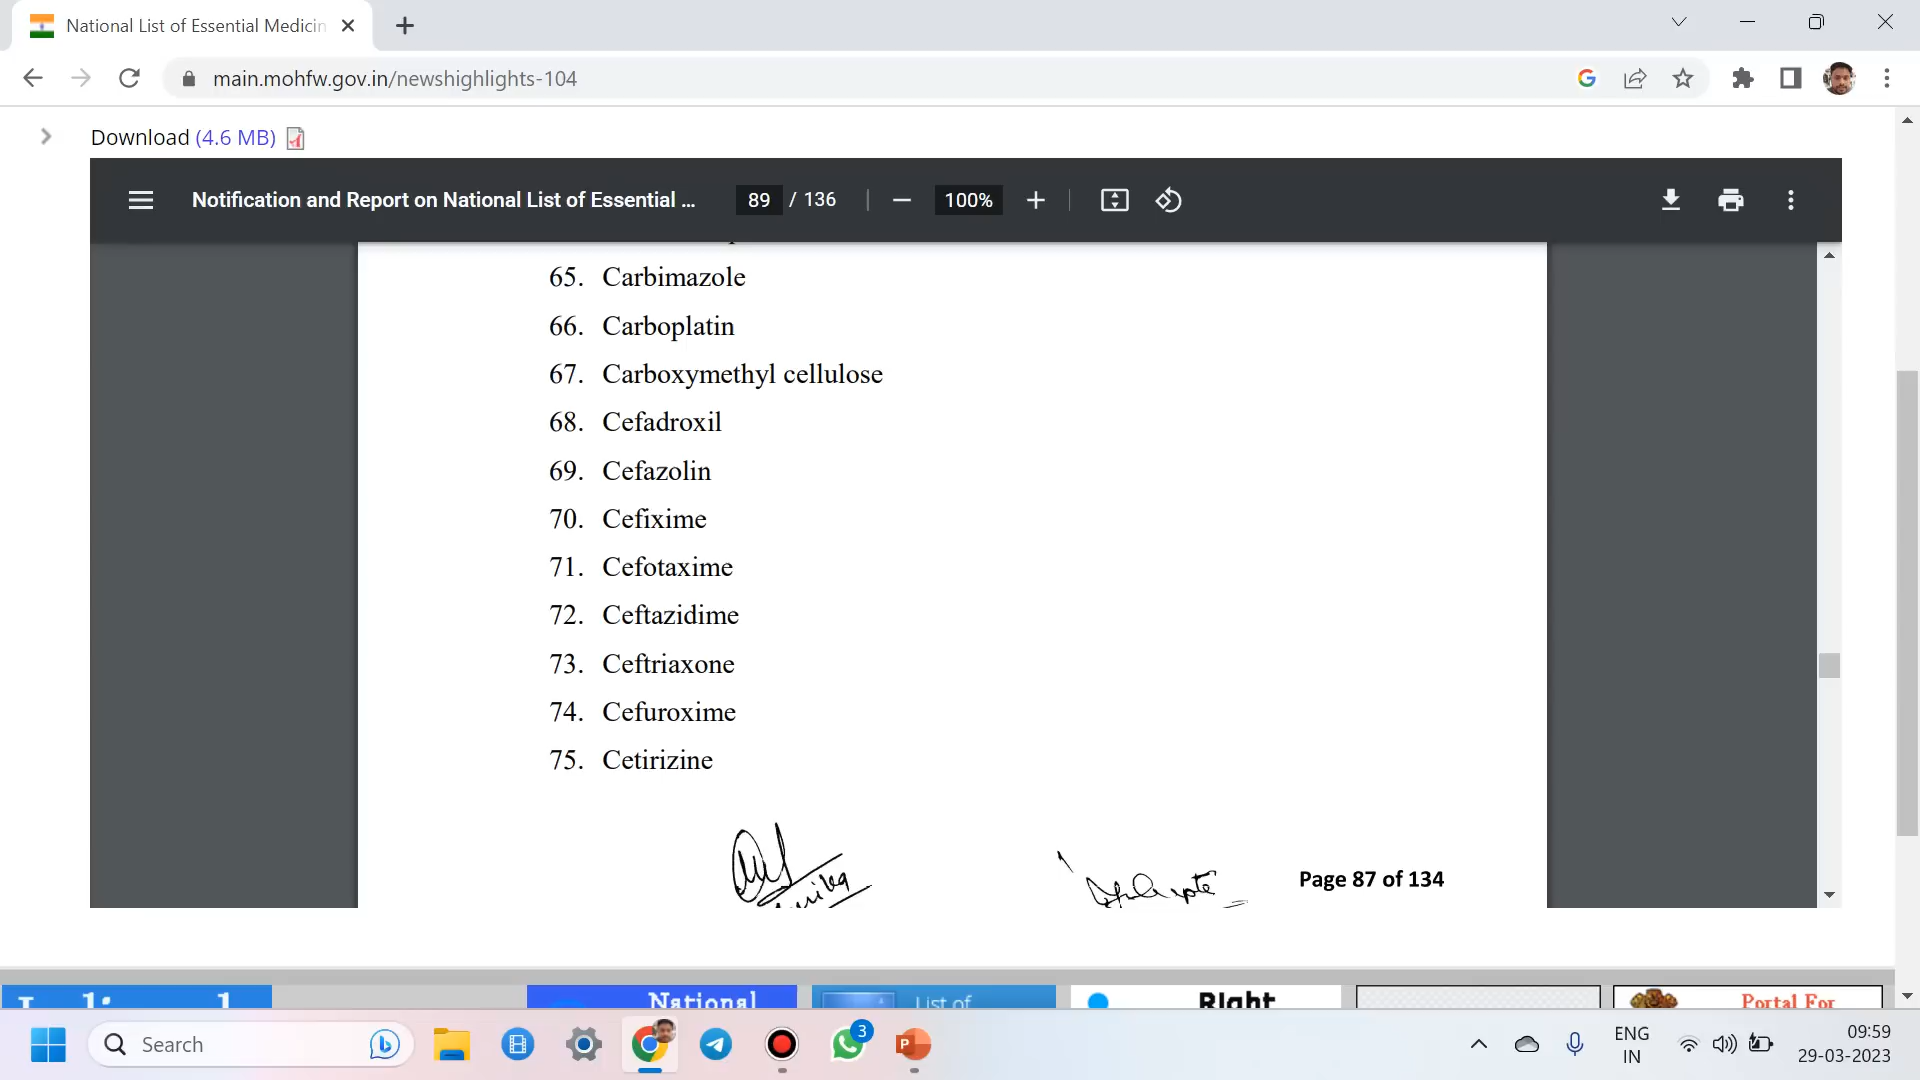 National List of Essential Medicin
main.mohfw.gov.in/newshighlights-104
Download (4.6 MB)
Notification and Report on National List of Essential ...
89 / 136
100%
65. Carbimazole
66. Carboplatin
67. Carboxymethyl cellulose
68. Cefadroxil
69. Cefazolin
70. Cefixime
71. Cefotaxime
72. Ceftazidime
73. Ceftriaxone
74. Cefuroxime
75. Cetirizine
Page 87 of 134
National
List of
Right
Portal For
Search
3
ENG
IN
09:59
29-03-2023